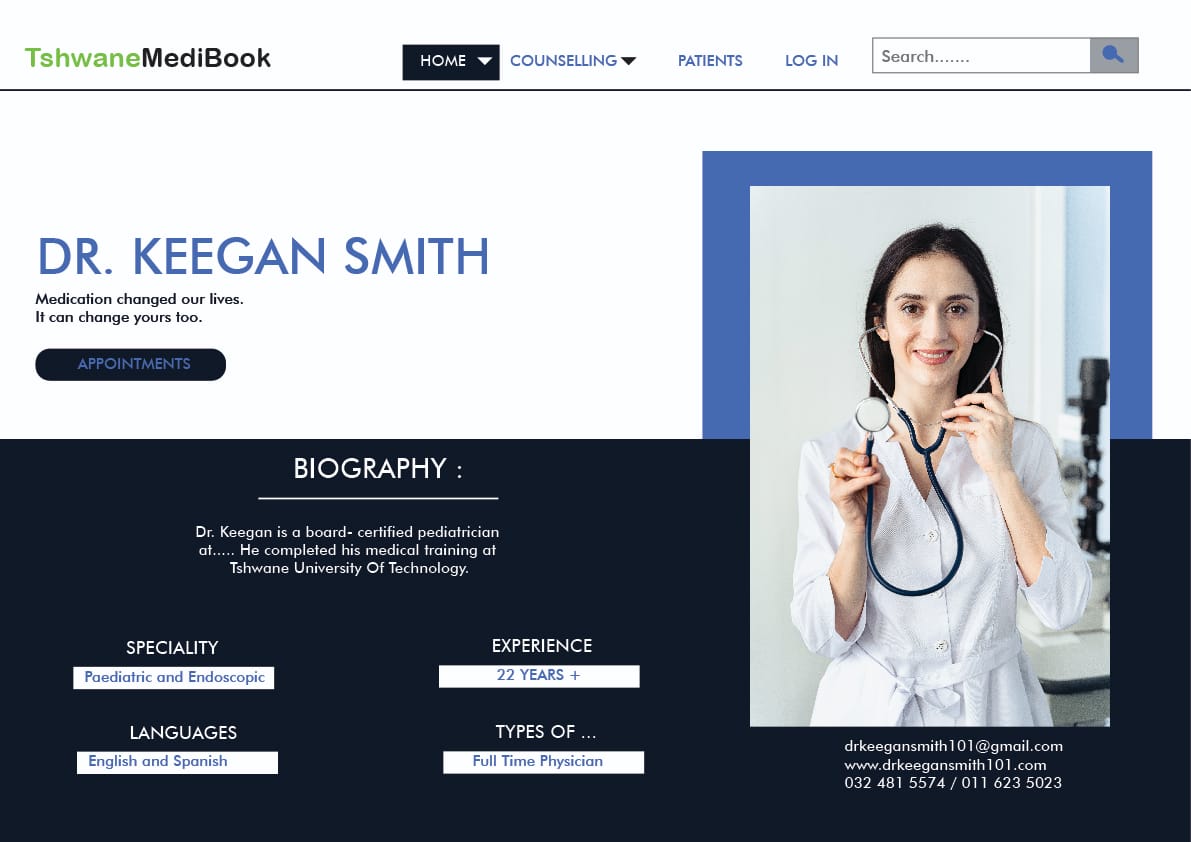 TshwaneMediBook
HOME
COUNSELLING
PATIENTS
LOG IN
Search.......
DR. KEEGAN SMITH
Medication changed our lives.
It can change yours too.
APPOINTMENTS
BIOGRAPHY :
Dr. Keegan is a board- certified pediatrician
at..... He completed his medical training at
Tshwane University Of Technology.
SPECIALITY
Paediatric and Endoscopic
EXPERIENCE
22 YEARS +
LANGUAGES
English and Spanish
TYPES OF ...
Full Time Physician
drkeegansmith101@gmail.com
www.drkeegansmith101.com
032 481 5574 / 011 623 5023